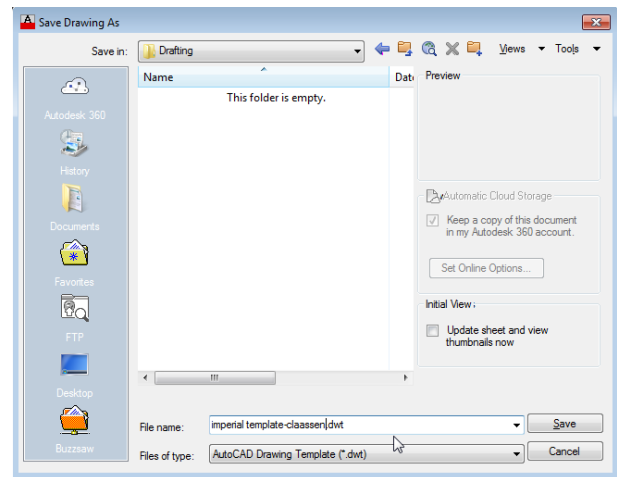 Save Drawing As
Save in: Drafting Views Tools
Name Date Preview
This folder is empty.
Autodesk 360
History
Automatic Cloud Storage
Documents
Keep a copy of this document
in my Autodesk 360 account.
Set Online Options...
Favorites
Initial View:
FTP
Update sheet and view
thumbnails now
Desktop
File name: imperial template-claassen.dwt Save
Buzzsaw
Files of type: AutoCAD Drawing Template (*.dwt) Cancel